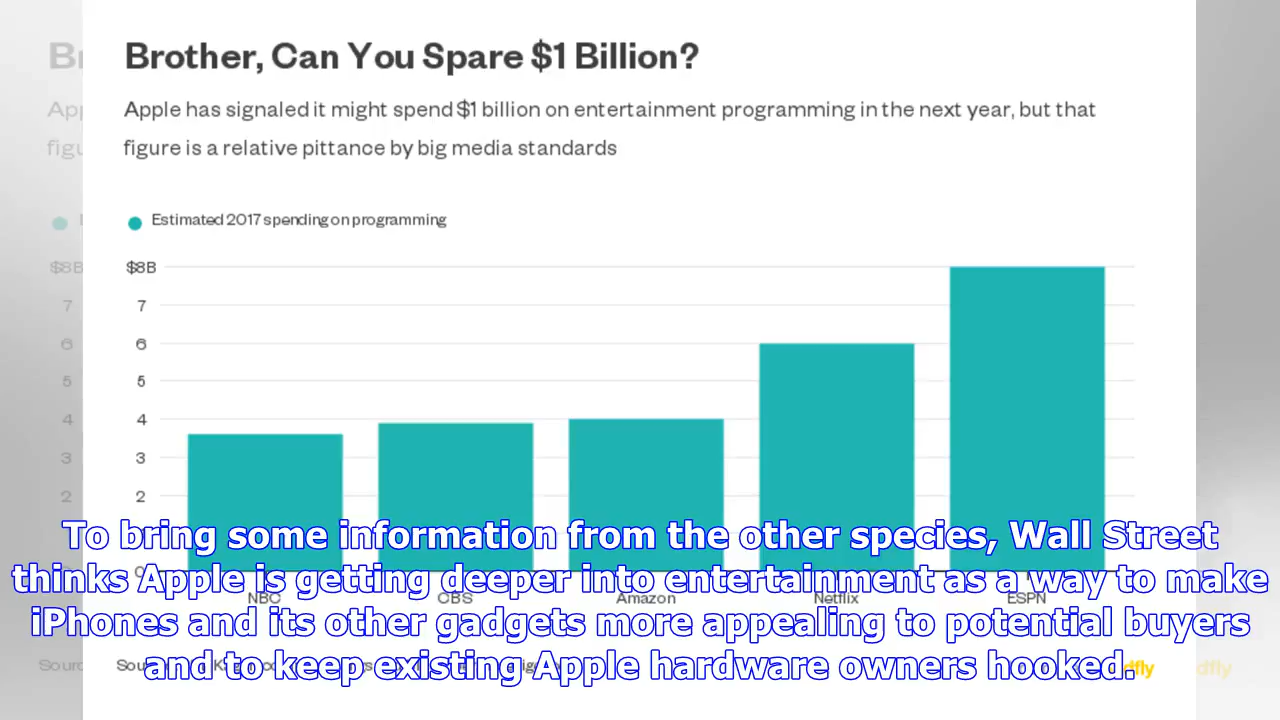 Brother, Can You Spare $1 Billion?
Apple has signaled it might spend $1 billion on entertainment programming in the next year, but that
figure is a relative pittance by big media standards
Estimated 2017 spending on programming
$8B
7
6
5
4
3
2
NBC
CBS
Amazon
Netflix
ESPN
To bring some information from the other species, Wall Street
thinks Apple is getting deeper into entertainment as a way to make
iPhones and its other gadgets more appealing to potential buyers
and to keep existing Apple hardware owners hooked.